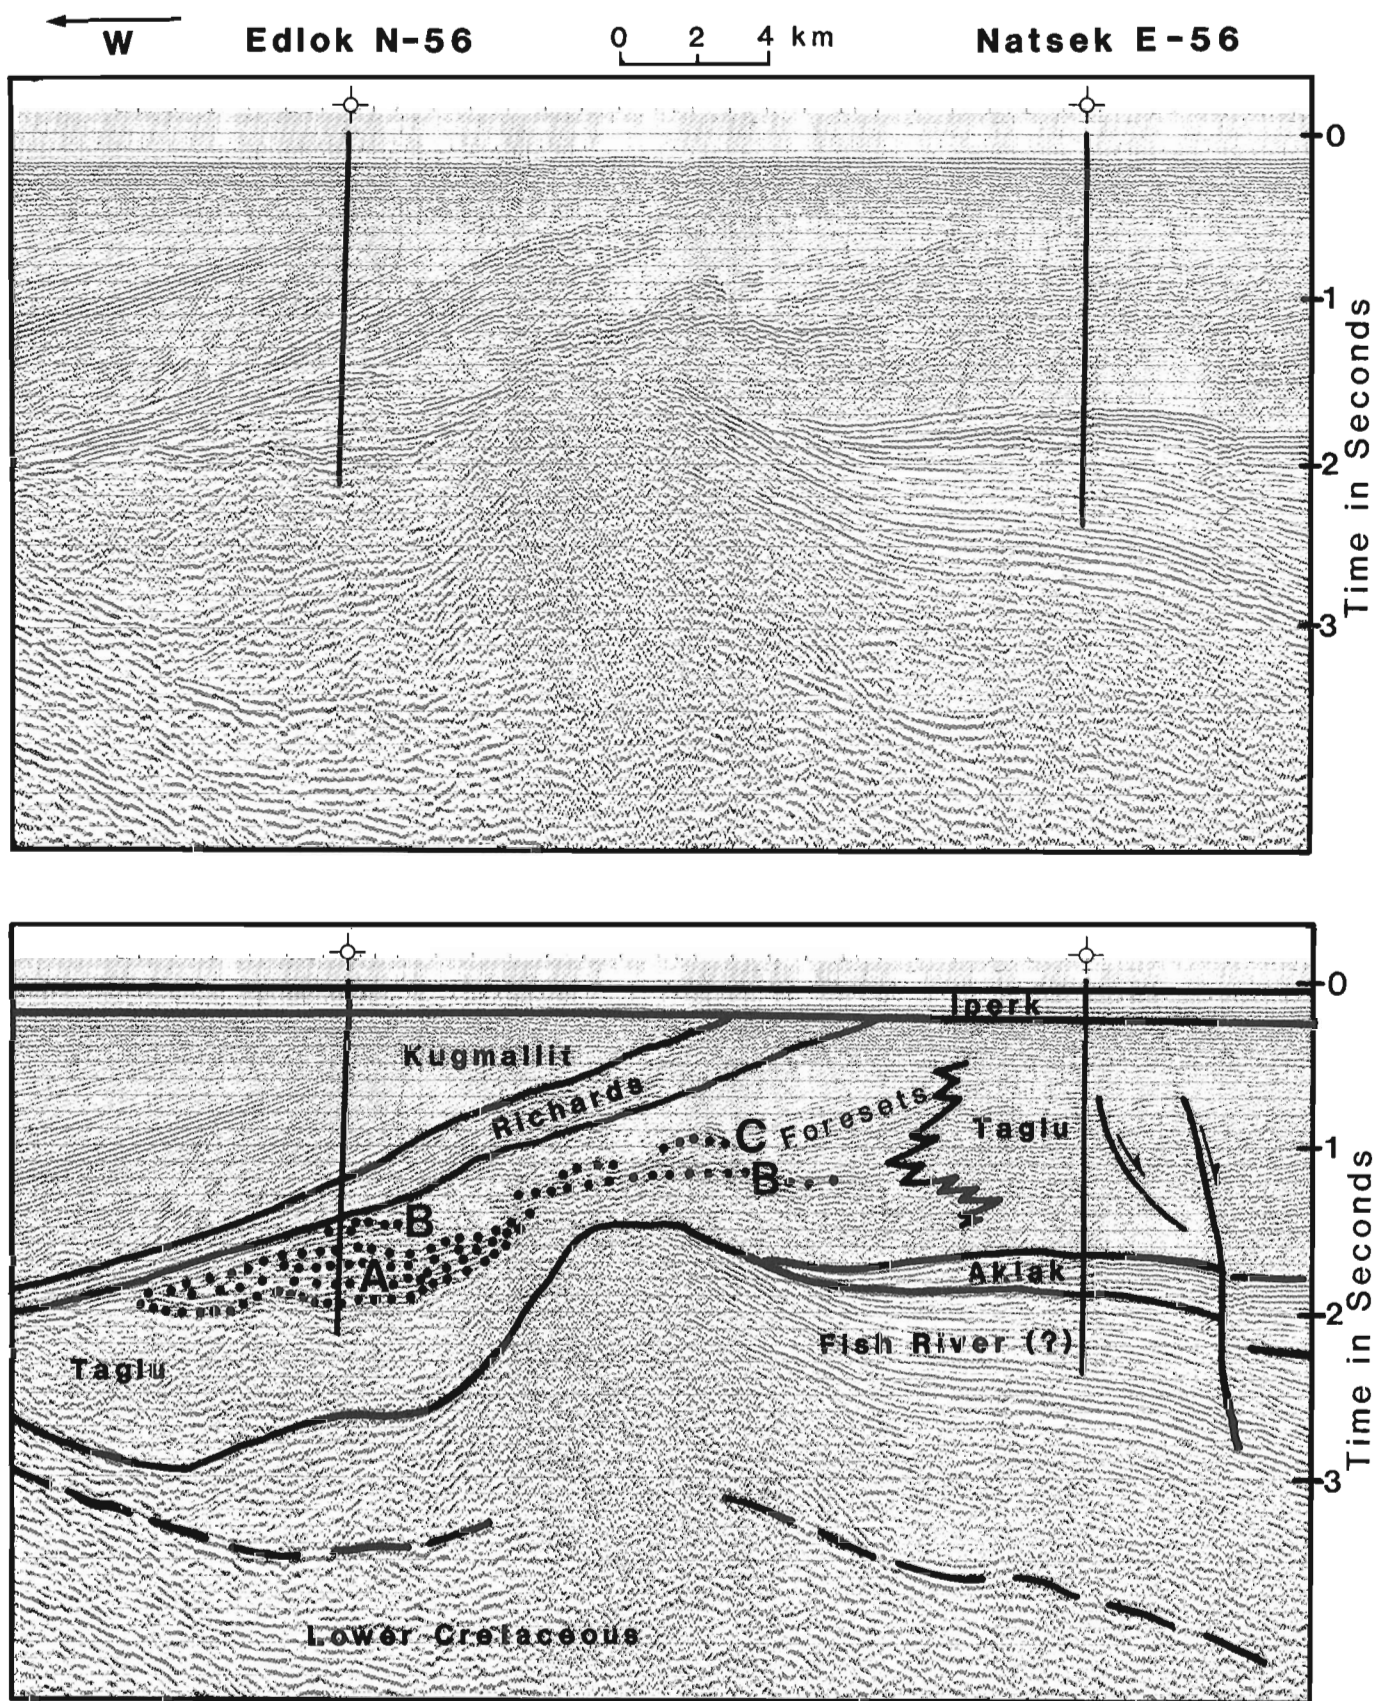 W Edlok N-56 0 2 4 km Natsek E-56
0
1
2
3
Time in Seconds
0
Iperk
Kugmallit
Richards
C Foresets Taglu
1
B
B
A
Aklak
2
Fish River (?)
Taglu
3
Lower Cretaceous
Time in Seconds